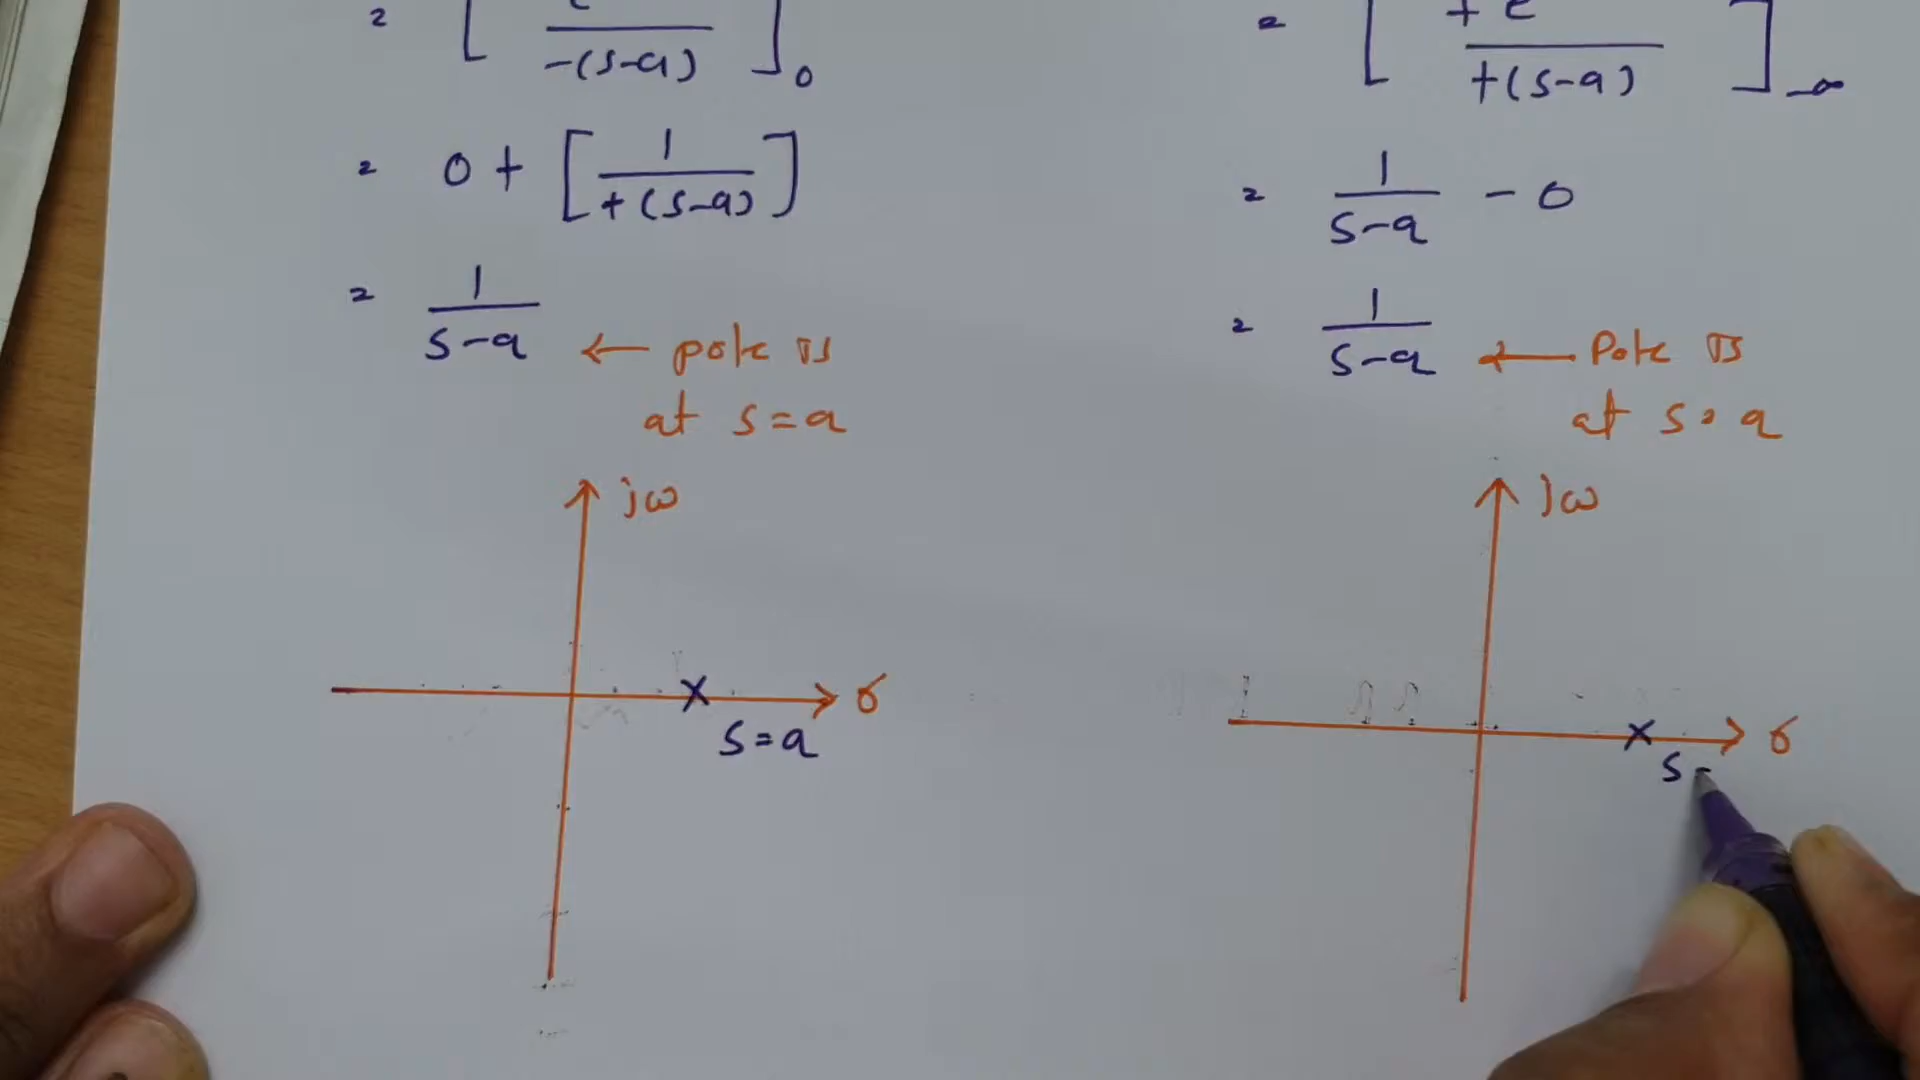 = [ / -(s-a) ]0
= 0 + [ 1 / +(s-a) ]
= 1 / s-a ← pole is
at s=a
jω
σ
s=a
= [ + e / +(s-a) ]-∞
= 1 / s-a - 0
= 1 / s-a ← Pole is
at s=a
jω
σ
s